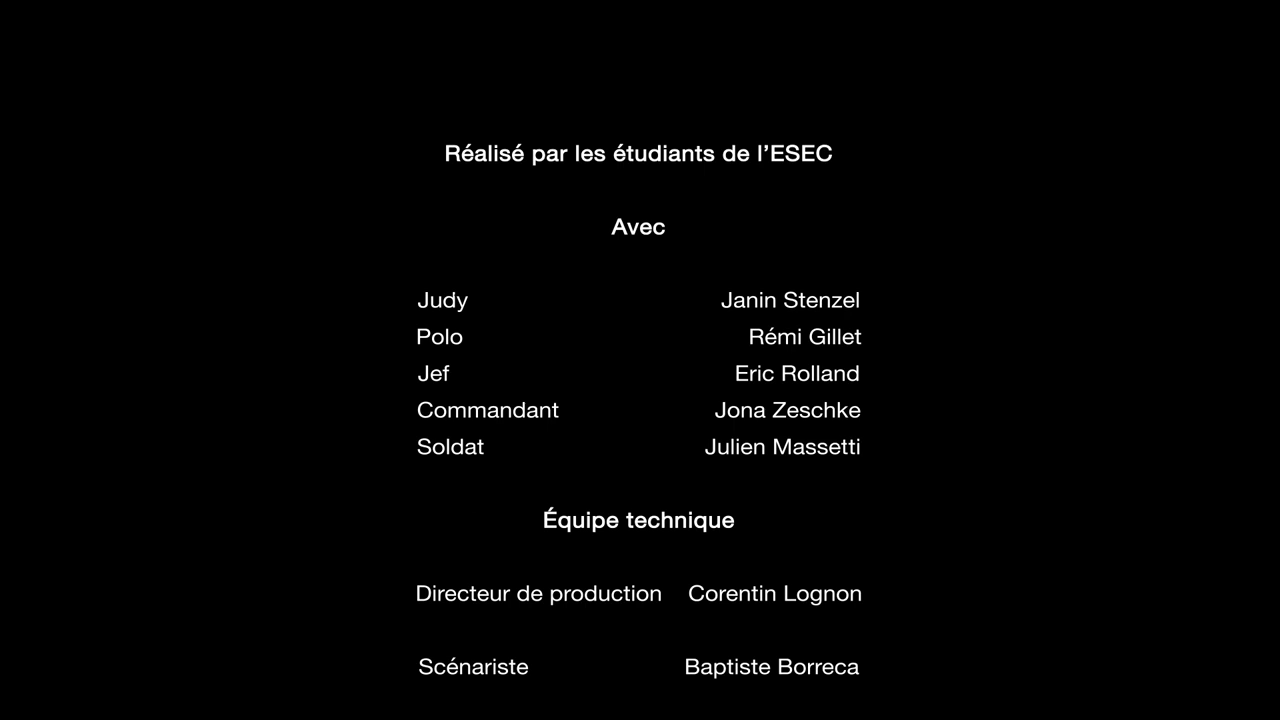 Réalisé par les étudiants de l’ESEC
Avec
Judy Janin Stenzel
Polo Rémi Gillet
Jef Eric Rolland
Commandant Jona Zeschke
Soldat Julien Massetti
Équipe technique
Directeur de production Corentin Lognon
Scénariste Baptiste Borreca